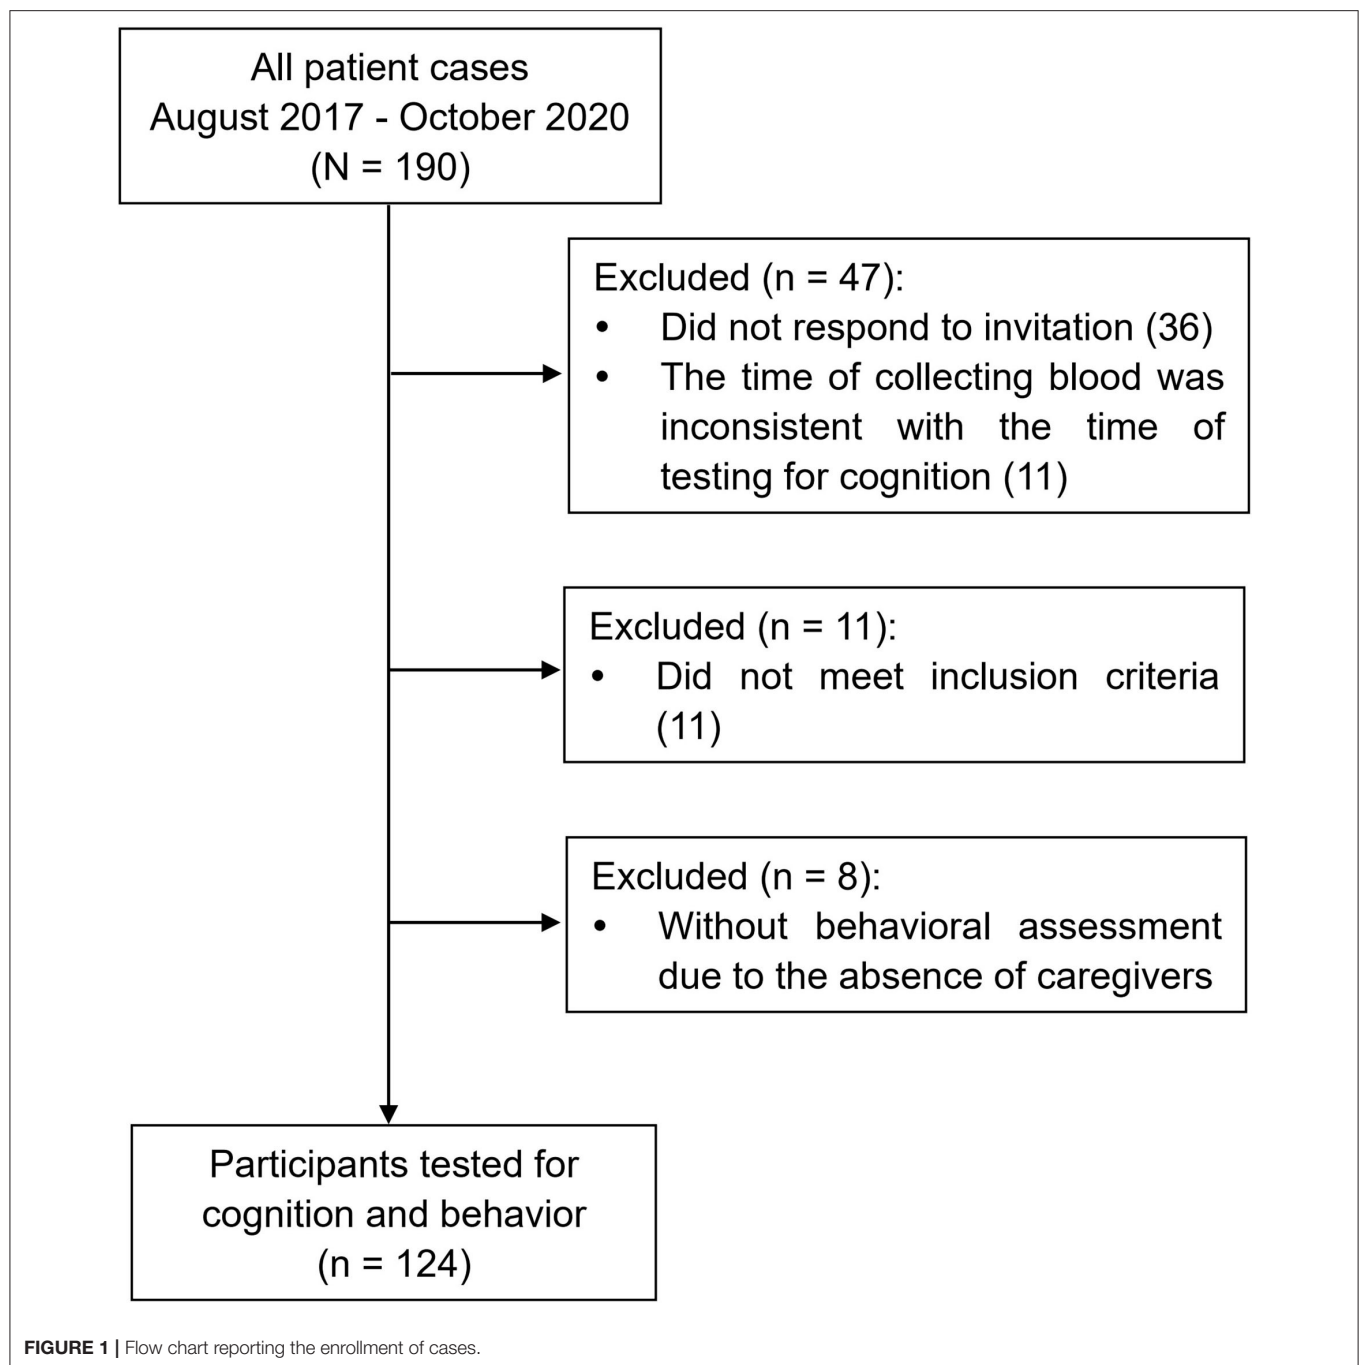 All patient cases
August 2017 - October 2020
(N = 190)
Excluded (n = 47):
• Did not respond to invitation (36)
• The time of collecting blood was
inconsistent with the time of
testing for cognition (11)
Excluded (n = 11):
• Did not meet inclusion criteria
(11)
Excluded (n = 8):
• Without behavioral assessment
due to the absence of caregivers
Participants tested for
cognition and behavior
(n = 124)
FIGURE 1 | Flow chart reporting the enrollment of cases.